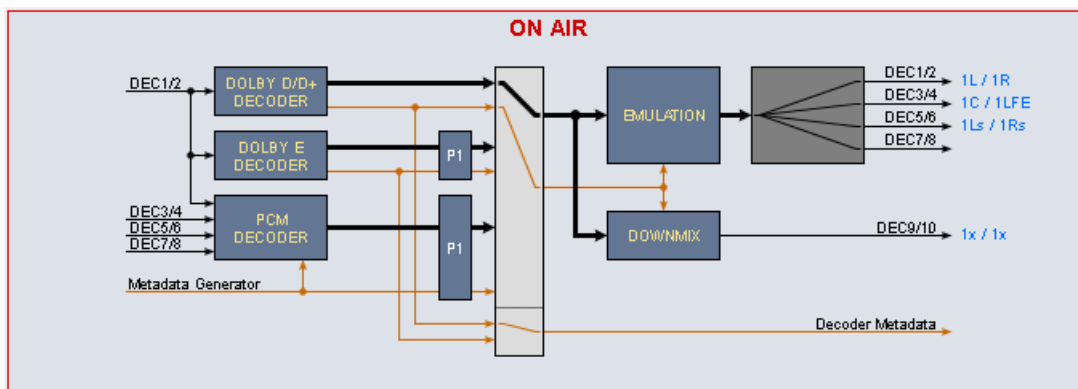 ON AIR
DEC1/2
DOLBY D/D+
DECODER
DOLBY E
DECODER
P1
DEC3/4
DEC5/6
DEC7/8
PCM
DECODER
P1
Metadata Generator
EMULATION
DOWNMIX
DEC1/2
1L / 1R
DEC3/4
1C / 1LFE
DEC5/6
1Ls / 1Rs
DEC7/8
DEC9/10
1x / 1x
Decoder Metadata